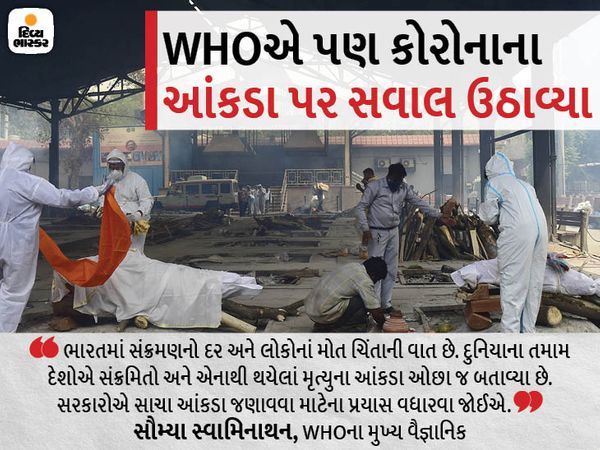 દિવ્ય
ભાસ્કર
WHOએ પણ કોરોનાના
આંકડા પર સવાલ ઉઠાવ્યા
❝ ભારતમાં સંક્રમણનો દર અને લોકોનાં મોત ચિંતાની વાત છે. દુનિયાના તમામ
દેશોએ સંક્રમિતો અને એનાથી થયેલાં મૃત્યુના આંકડા ઓછા જ બતાવ્યા છે.
સરકારોએ સાચા આંકડા જણાવવા માટેના પ્રયાસ વધારવા જોઈએ. ❞
સૌમ્યા સ્વામિનાથન, WHOના મુખ્ય વૈજ્ઞાનિક